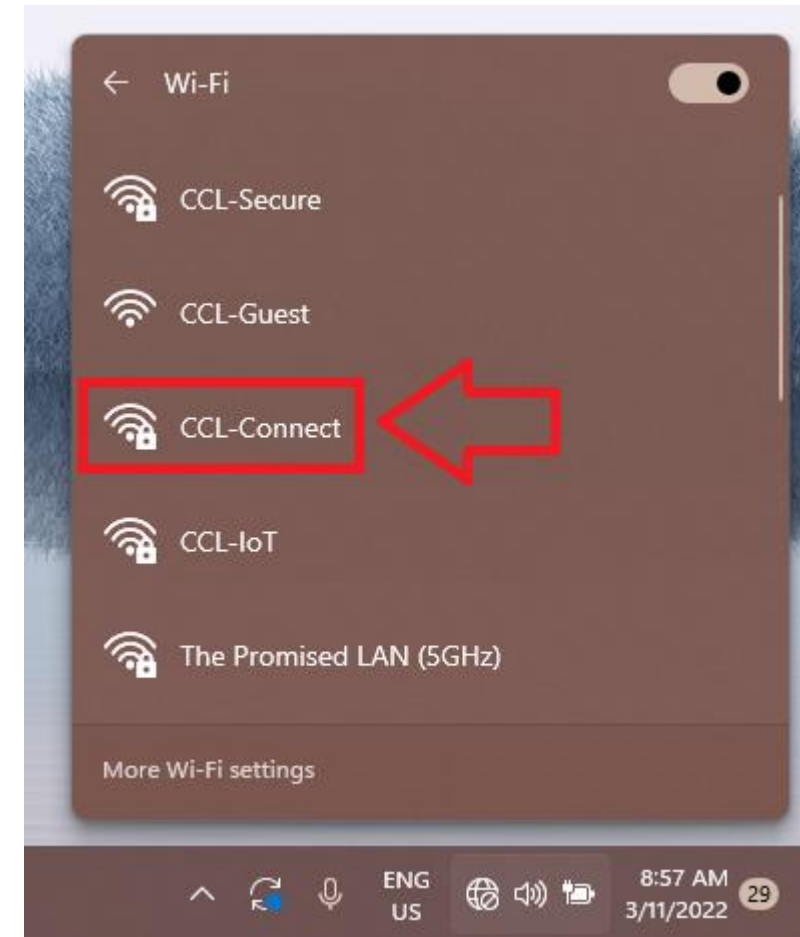 Wi-Fi
CCL-Secure
CCL-Guest
CCL-Connect
CCL-IoT
The Promised LAN (5GHz)
More Wi-Fi settings
ENG
US
8:57 AM
3/11/2022
29